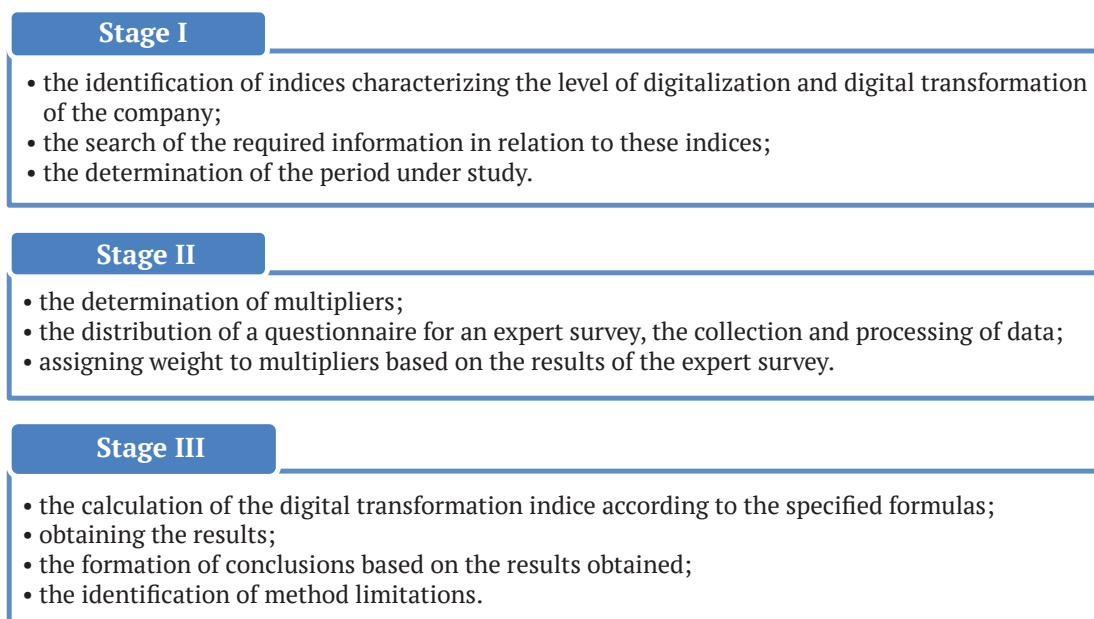 Stage I
• the identification of indices characterizing the level of digitalization and digital transformation
of the company;
• the search of the required information in relation to these indices;
• the determination of the period under study.
Stage II
• the determination of multipliers;
• the distribution of a questionnaire for an expert survey, the collection and processing of data;
• assigning weight to multipliers based on the results of the expert survey.
Stage III
• the calculation of the digital transformation indice according to the specified formulas;
• obtaining the results;
• the formation of conclusions based on the results obtained;
• the identification of method limitations.